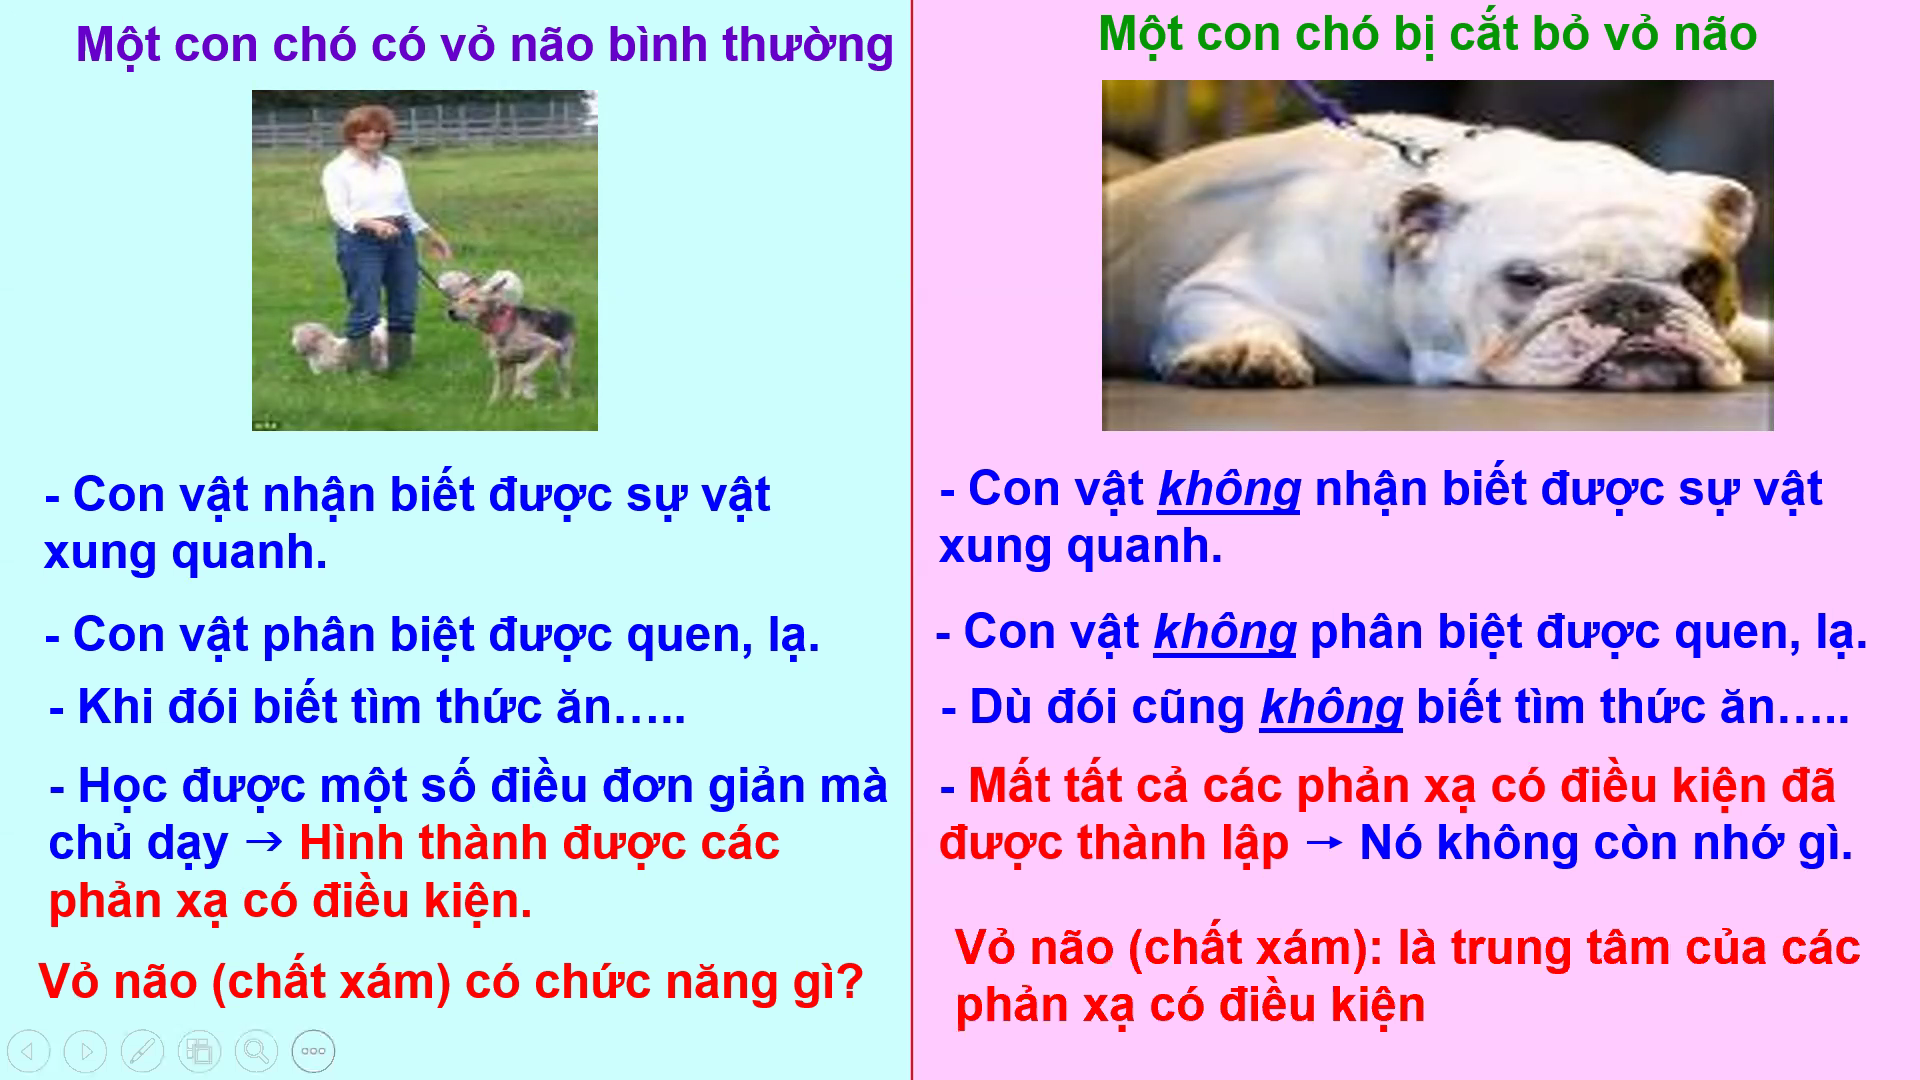 Một con chó có vỏ não bình thường
- Con vật nhận biết được sự vật
xung quanh.
- Con vật phân biệt được quen, lạ.
- Khi đói biết tìm thức ăn…..
- Học được một số điều đơn giản mà
chủ dạy → Hình thành được các
phản xạ có điều kiện.
Vỏ não (chất xám) có chức năng gì?
Một con chó bị cắt bỏ vỏ não
- Con vật không nhận biết được sự vật
xung quanh.
- Con vật không phân biệt được quen, lạ.
- Dù đói cũng không biết tìm thức ăn…..
- Mất tất cả các phản xạ có điều kiện đã
được thành lập → Nó không còn nhớ gì.
Vỏ não (chất xám): là trung tâm của các
phản xạ có điều kiện